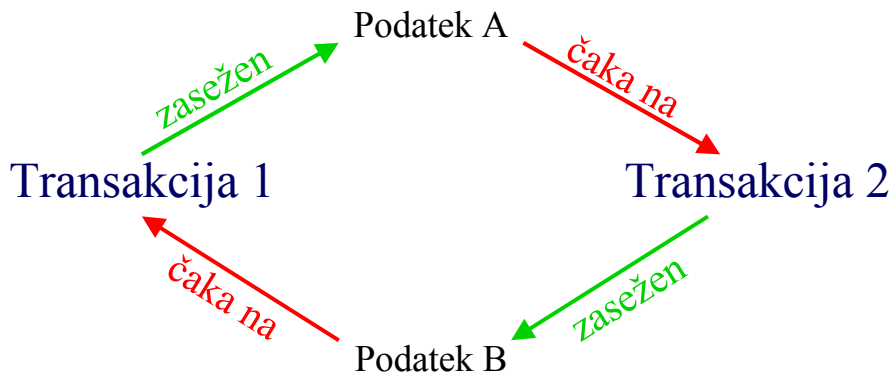 Podatek A
zasežen
čaka na
Transakcija 1
Transakcija 2
čaka na
zasežen
Podatek B